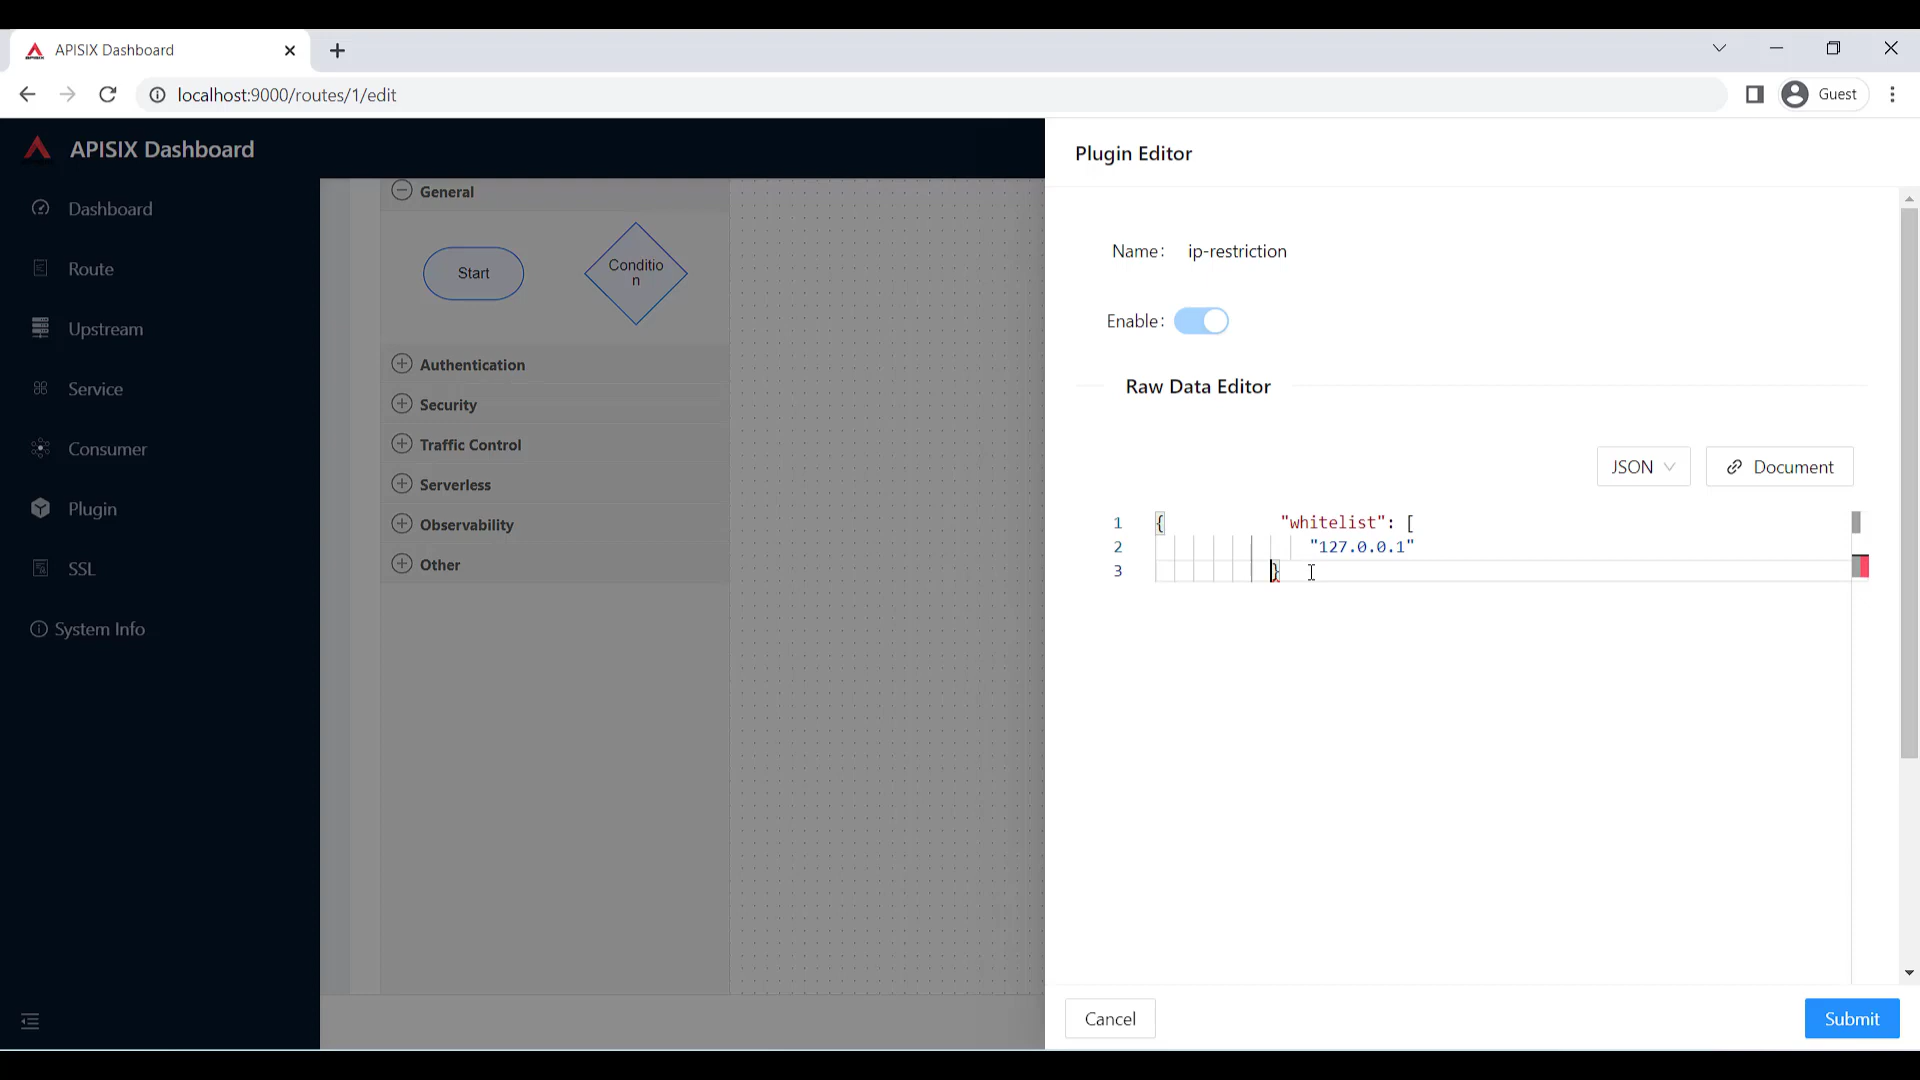 APISIX Dashboard
localhost:9000/routes/1/edit
Guest
APISIX Dashboard
Dashboard
Route
Upstream
Service
Consumer
Plugin
SSL
System Info
General
Start
Conditio
n
Authentication
Security
Traffic Control
Serverless
Observability
Other
Plugin Editor
Name: ip-restriction
Enable:
Raw Data Editor
JSON
Document
1 { "whitelist": [
2 "127.0.0.1"
3 }
Cancel
Submit